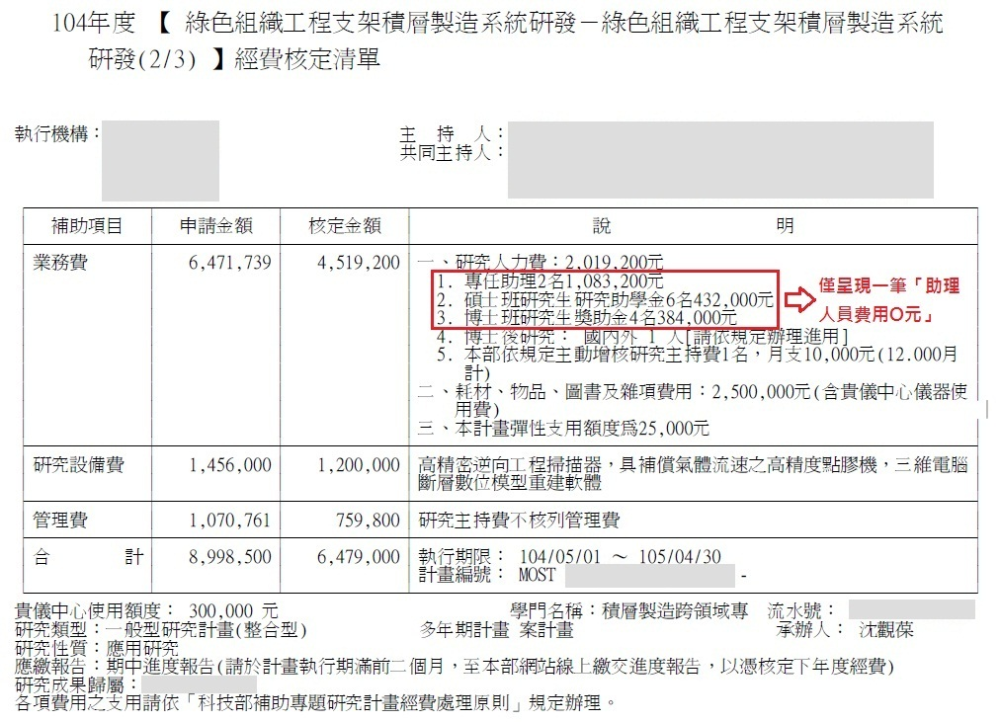 104年度 【 綠色組織工程支架積層製造系統研發－綠色組織工程支架積層製造系統
研發(2/3) 】經費核定清單
執行機構：
主 持 人：
共同主持人：
補助項目 申請金額 核定金額 說 明
業務費 6,471,739 4,519,200 一、研究人力費：2,019,200元
1. 專任助理2名1,083,200元
2. 碩士班研究生研究助學金6名432,000元
3. 博士班研究生獎助金4名384,000元
僅呈現一筆「助理
人員費用0元」
4. 博士後研究： 國內外 1 人[請依規定辦理進用]
5. 本部依規定主動增核研究主持費1名，月支10,000元(12.000月
計)
二、耗材、物品、圖書及雜項費用：2,500,000元(含貴儀中心儀器使
用費)
三、本計畫彈性支用額度爲25,000元
研究設備費 1,456,000 1,200,000 高精密逆向工程掃描器，具補償氣體流速之高精度點膠機，三維電腦
斷層數位模型重建軟體
管理費 1,070,761 759,800 研究主持費不核列管理費
合 計 8,998,500 6,479,000 執行期限： 104/05/01 ～ 105/04/30
計畫編號： MOST -
貴儀中心使用額度： 300,000 元 學門名稱：積層製造跨領域專 流水號：
研究類型：一般型研究計畫(整合型) 多年期計畫 案計畫 承辦人： 沈觀葆
研究性質：應用研究
應繳報告：期中進度報告(請於計畫執行期滿前二個月，至本部網站線上繳交進度報告，以憑核定下年度經費)
研究成果歸屬：
各項費用之支用請依「科技部補助專題研究計畫經費處理原則」規定辦理。